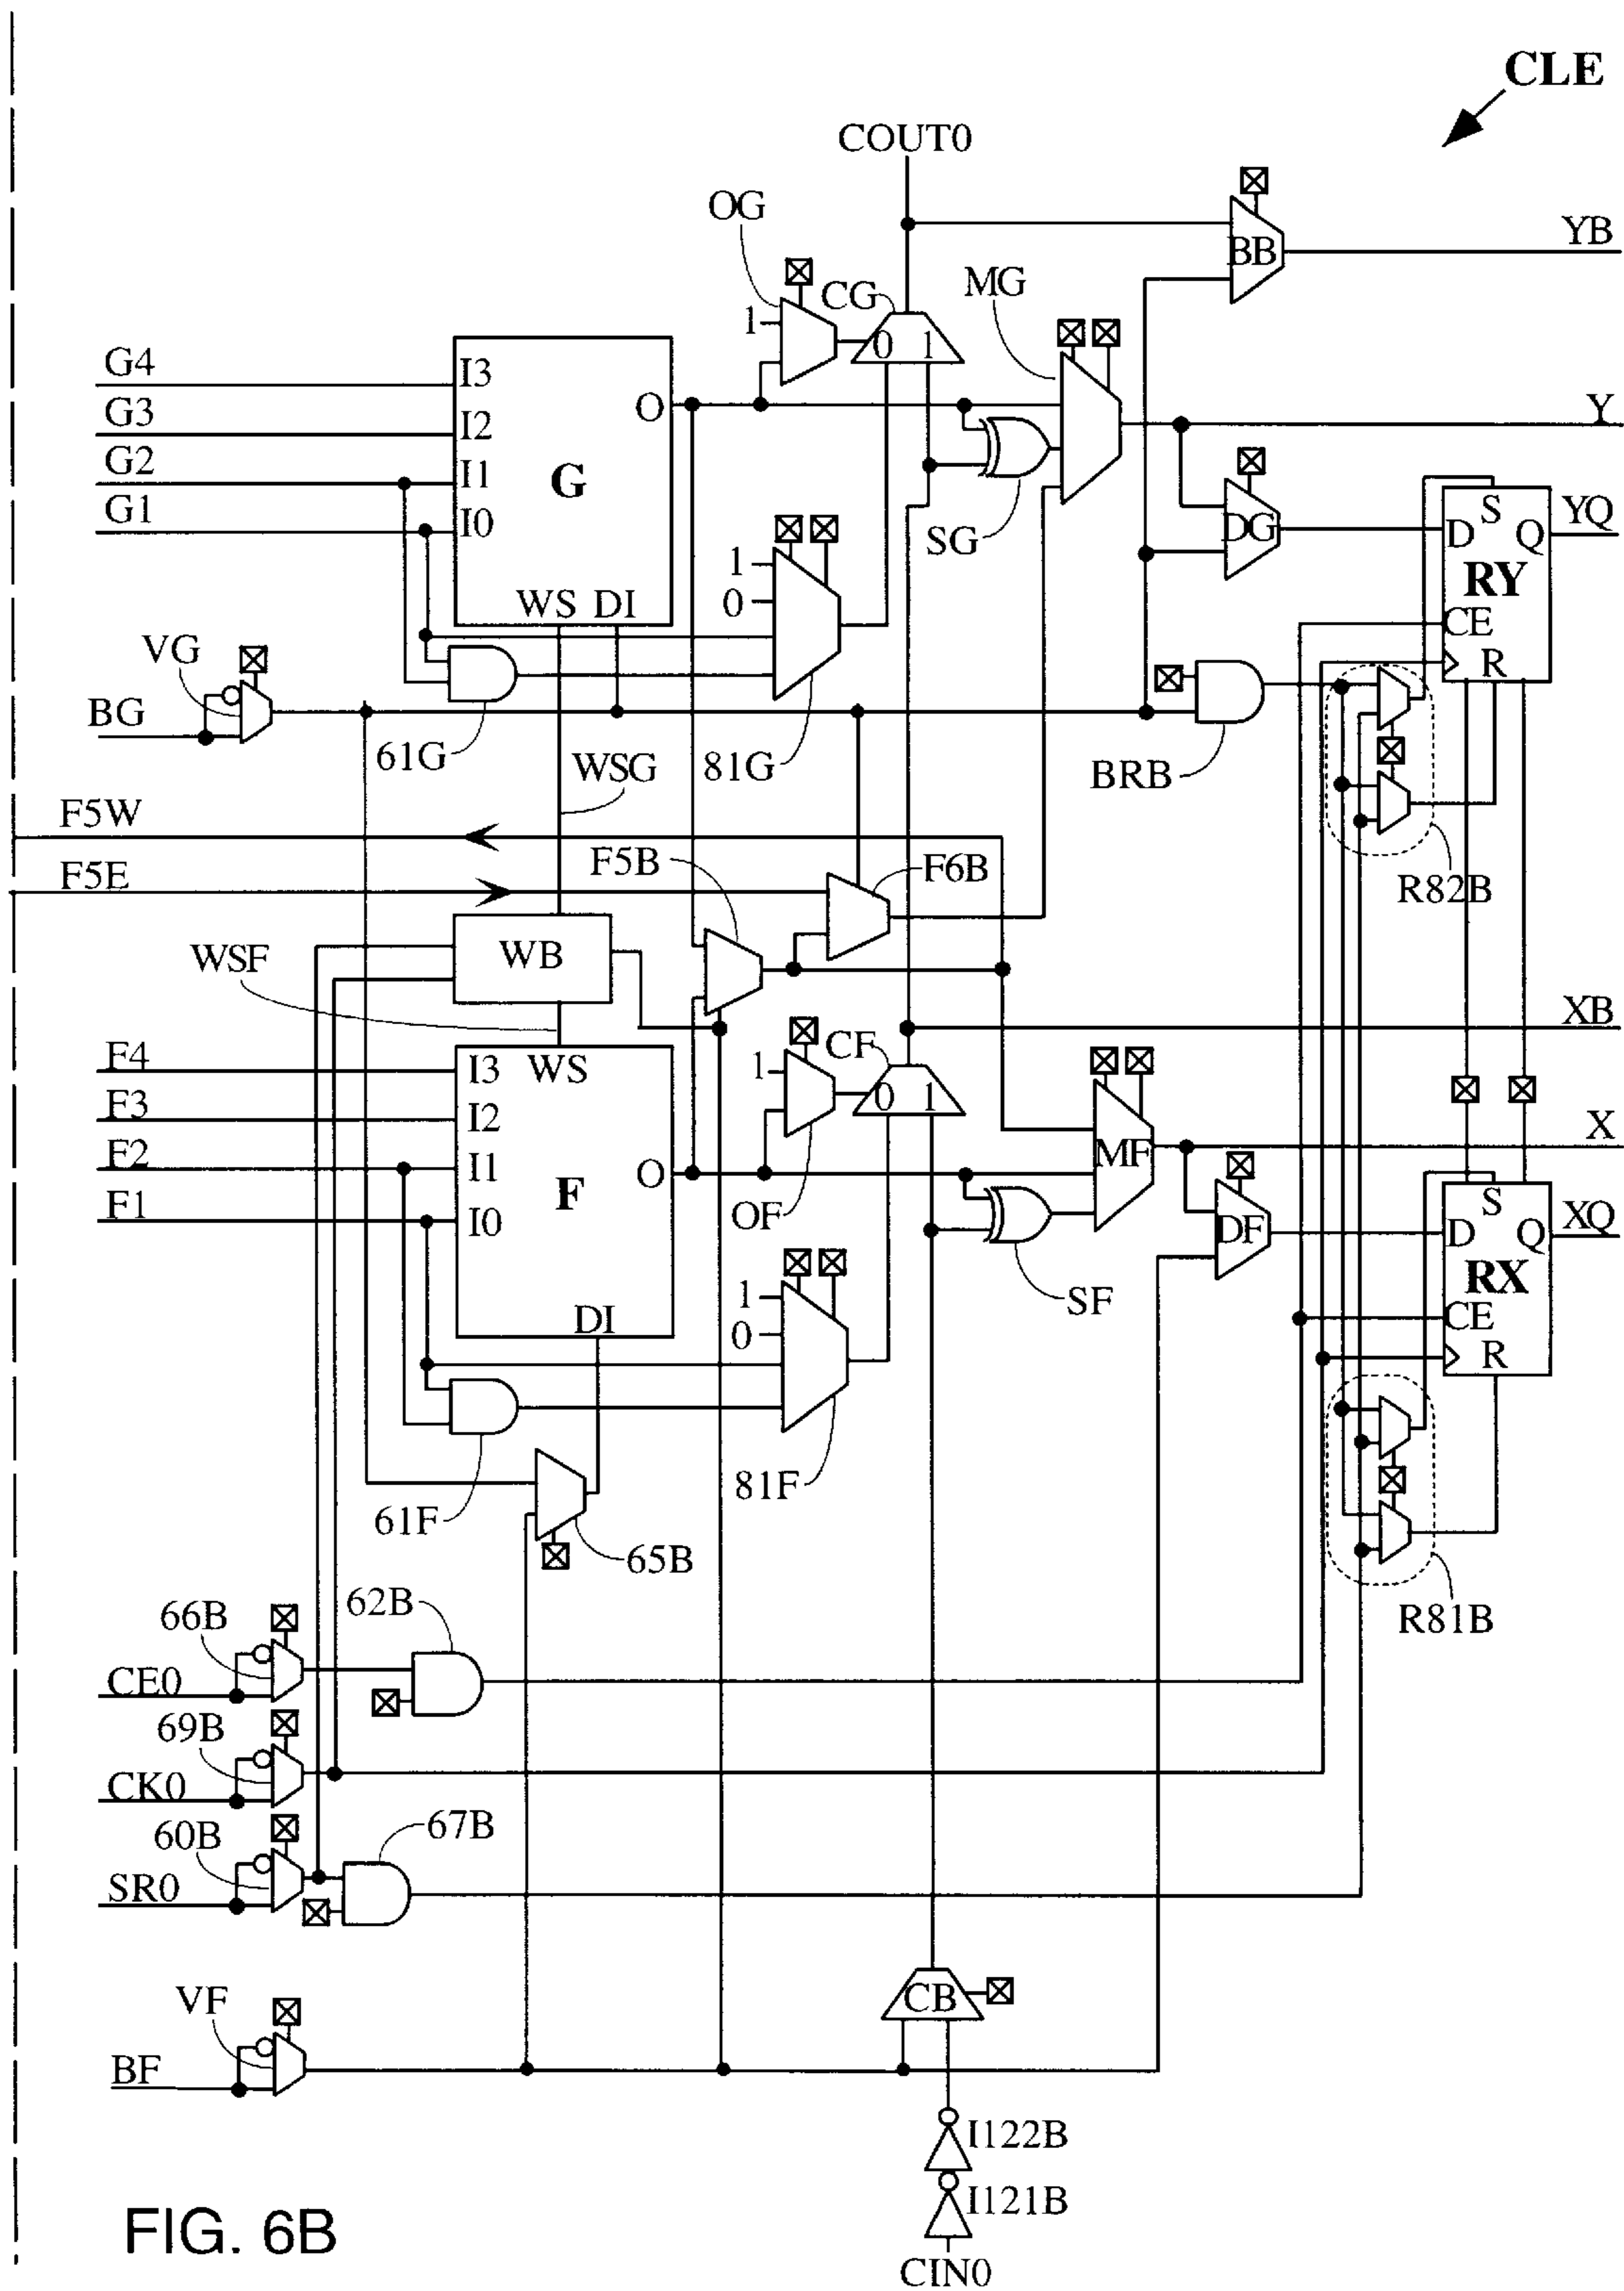 CLE
COUT0
OG
YB
BB
CG
MG
1
0 1
G4
I3
Y
G3
O
I2
G2
I1
G
G1
I0
SG
DG
S
YQ
D Q
RY
1
0
WS DI
CE
VG
R
BG
61G
WSG
81G
BRB
F5W
F5B
F6B
F5E
R82B
WSF
WB
XB
CF
F4
I3 WS
1
0 1
F3
I2
X
F2
I1
O
MF
F
F1
I0
OF
DF
S
XQ
D Q
SF
RX
1
0
DI
CE
R
81F
61F
65B
62B
66B
R81B
CE0
69B
CK0
67B
60B
SR0
VF
CB
BF
I122B
I121B
FIG. 6B
CIN0